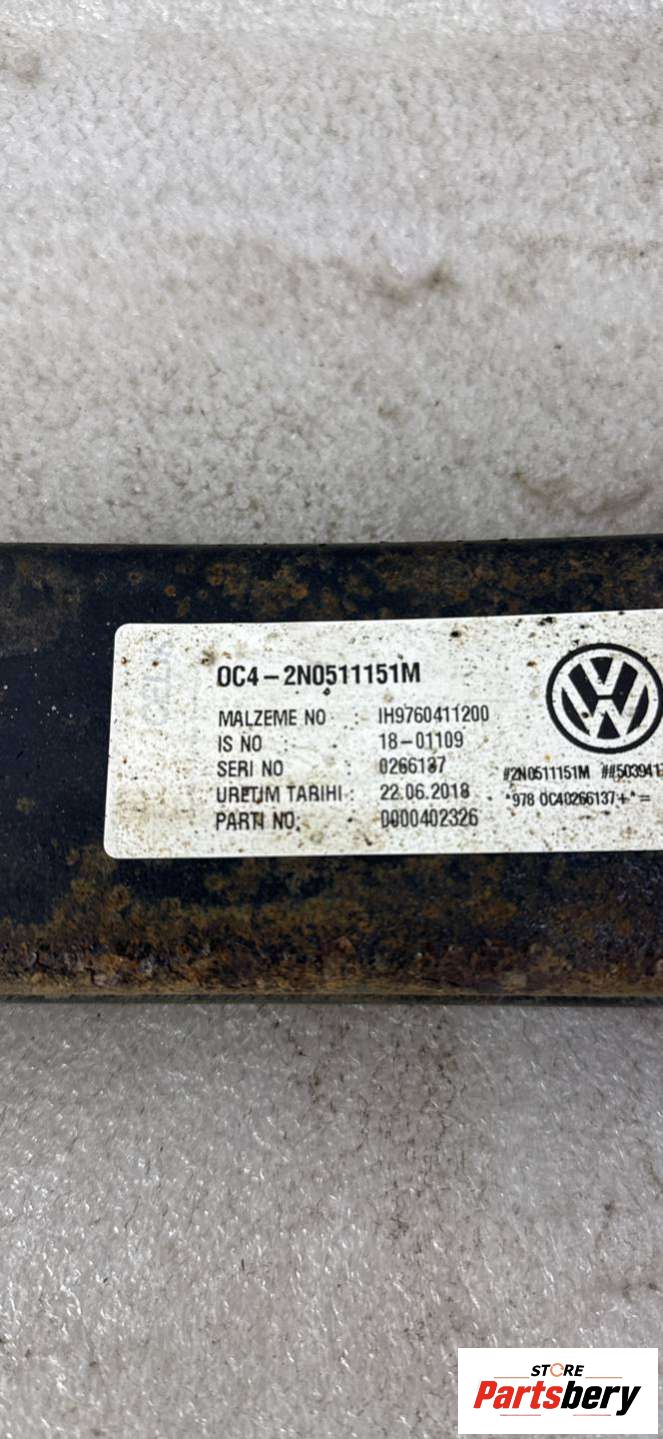 0C4-2N0511151M
MALZEME NO : IH9760411200
IS NO : 18-01109
SERI NO : 0266137
URETIM TARIHI : 22.06.2018
PARTI NO. : 0000402326
#2N0511151M ##5039417
*978 0C40266137+*=
STORE
Partsbery